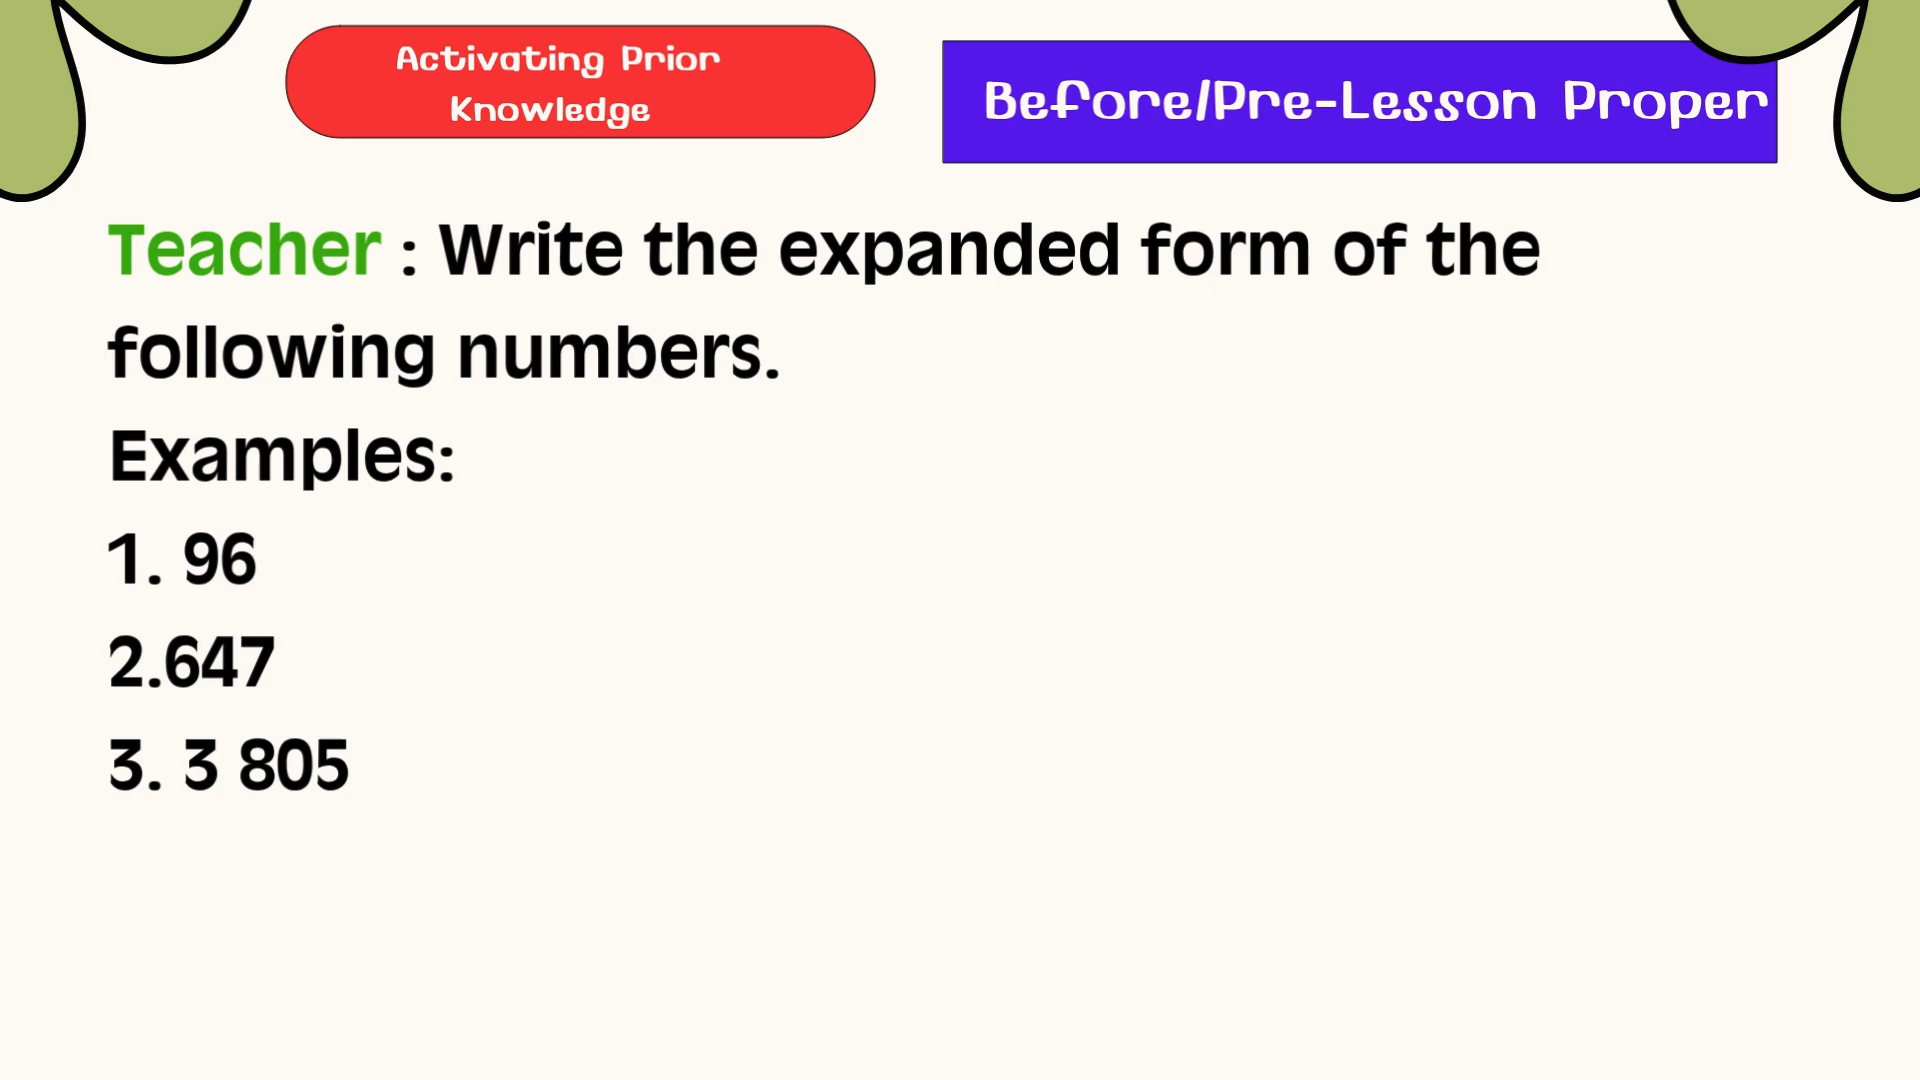 Activating Prior
Knowledge
Before/Pre-Lesson Proper
Teacher : Write the expanded form of the
following numbers.
Examples:
1. 96
2.647
3. 3 805